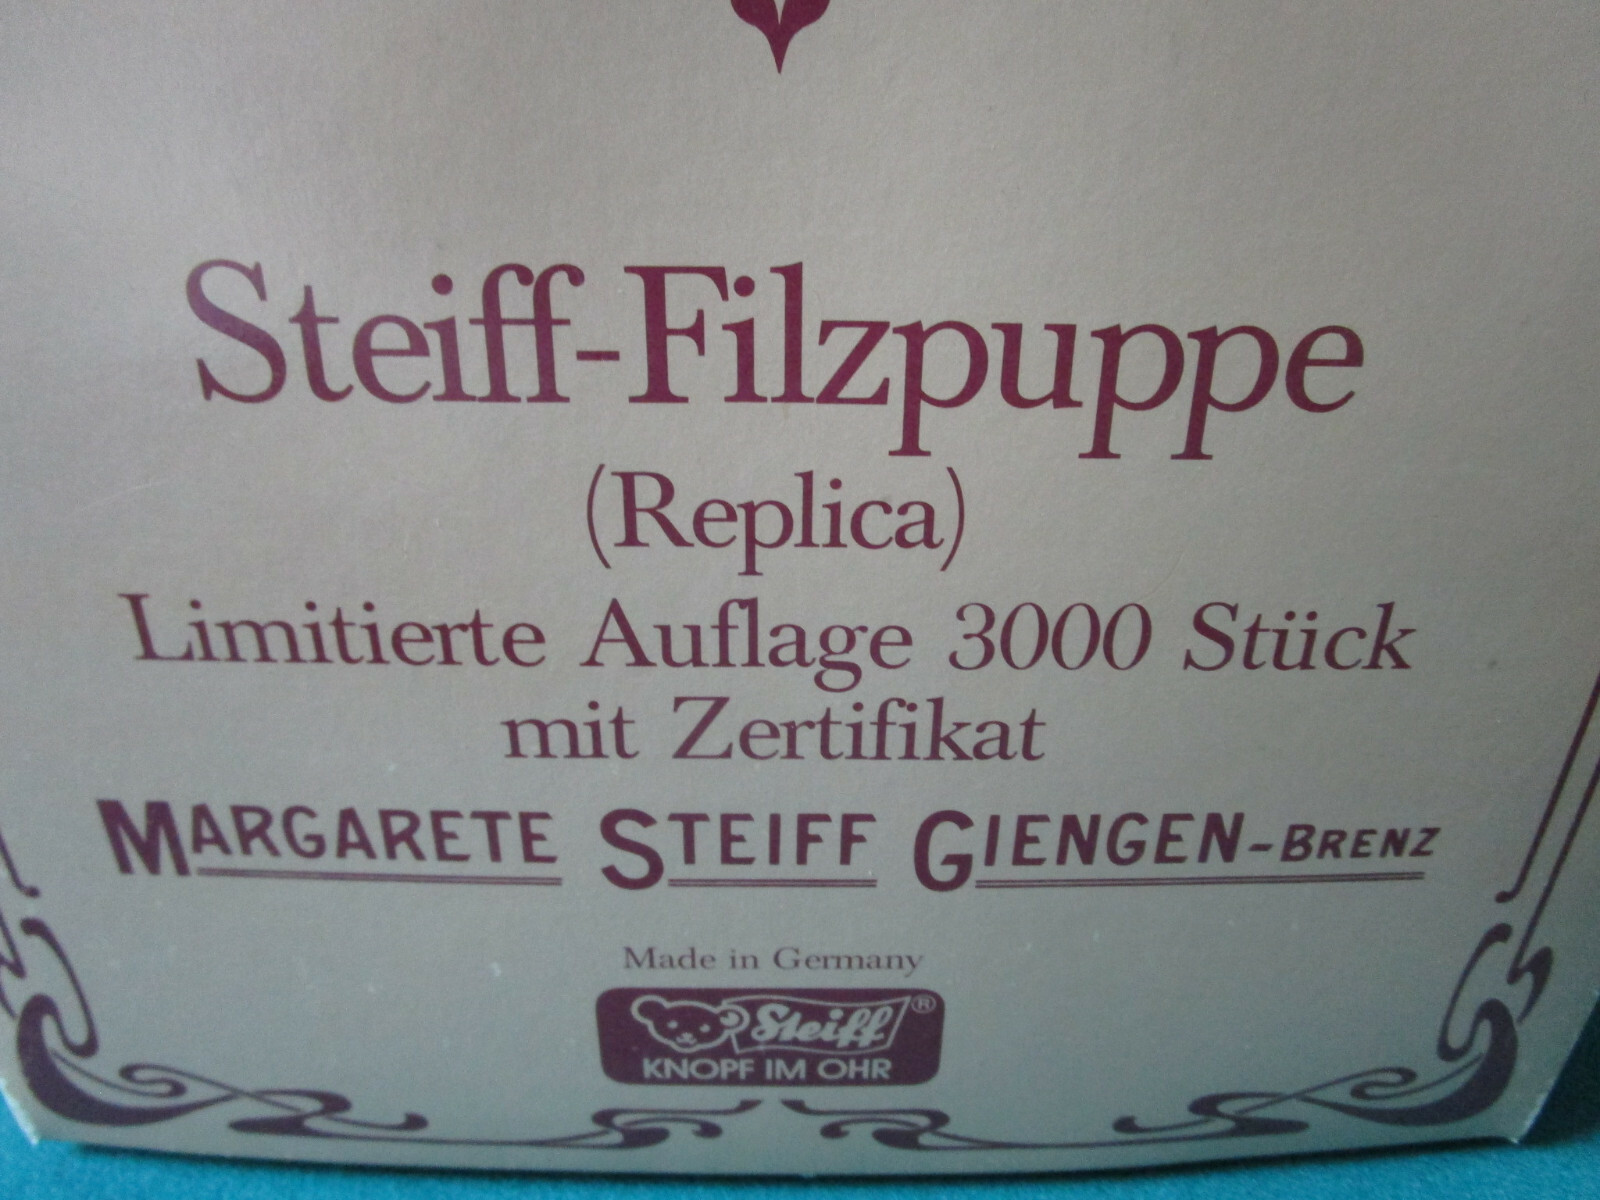 Steiff-Filzpuppe
(Replica)
Limitierte Auflage 3000 Stück
mit Zertifikat
MARGARETE STEIFF GIENGEN-BRENZ
Made in Germany
Steiff ®
KNOPF IM OHR